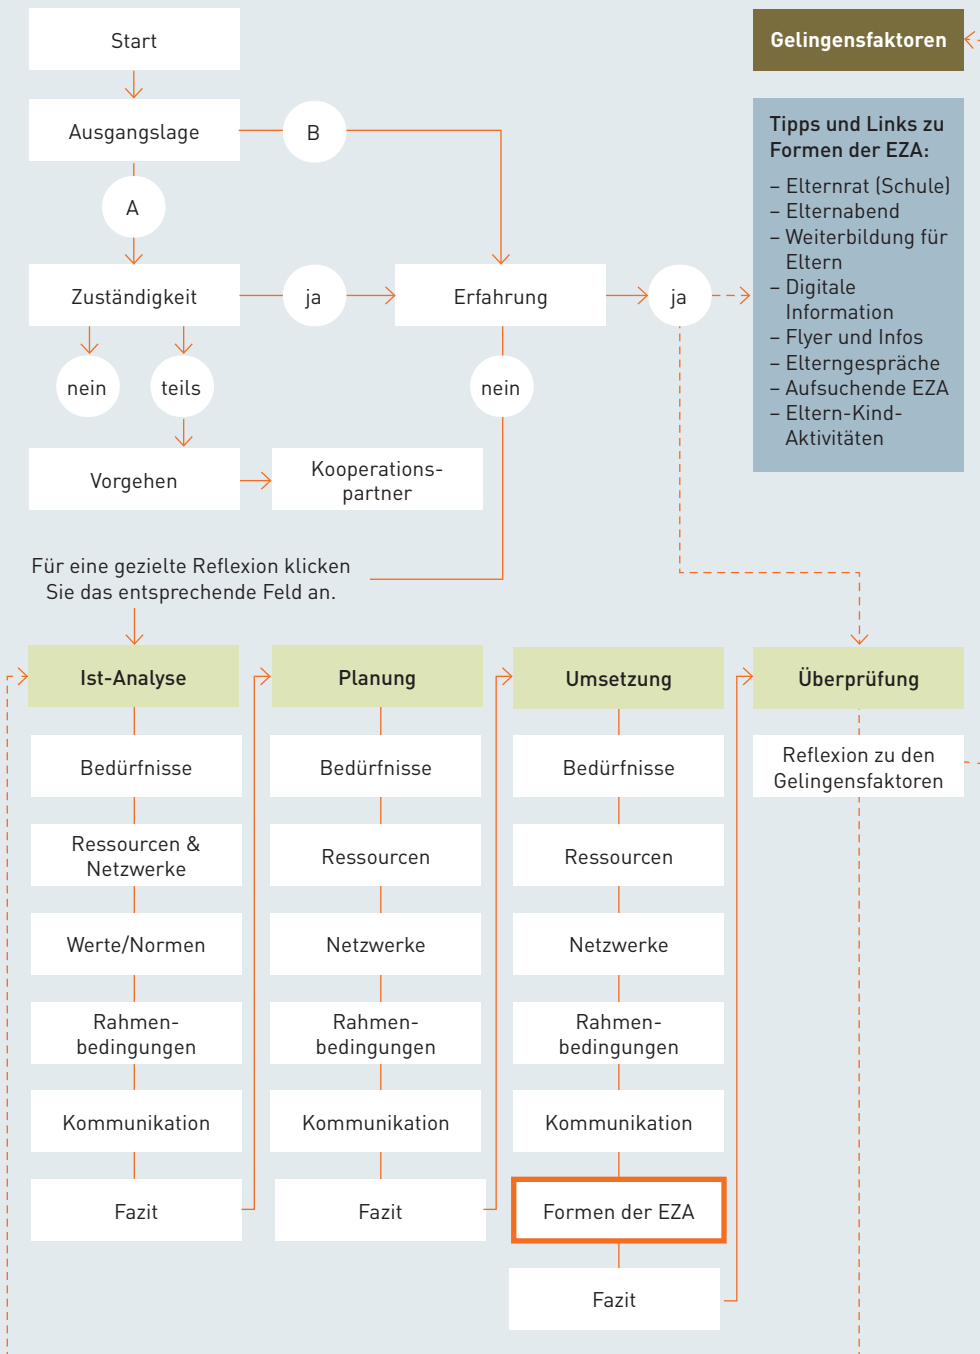 Start
Gelingensfaktoren
Ausgangslage
B
A
Tipps und Links zu
Formen der EZA:
– Elternrat (Schule)
– Elternabend
– Weiterbildung für
Eltern
– Digitale
Information
– Flyer und Infos
– Elterngespräche
– Aufsuchende EZA
– Eltern-Kind-
Aktivitäten
Zuständigkeit
ja
Erfahrung
ja
nein
teils
nein
Vorgehen
Kooperations-
partner
Für eine gezielte Reflexion klicken
Sie das entsprechende Feld an.
Ist-Analyse
Bedürfnisse
Ressourcen &
Netzwerke
Werte/Normen
Rahmen-
bedingungen
Kommunikation
Fazit
Planung
Bedürfnisse
Ressourcen
Netzwerke
Rahmen-
bedingungen
Kommunikation
Fazit
Umsetzung
Bedürfnisse
Ressourcen
Netzwerke
Rahmen-
bedingungen
Kommunikation
Formen der EZA
Fazit
Überprüfung
Reflexion zu den
Gelingensfaktoren